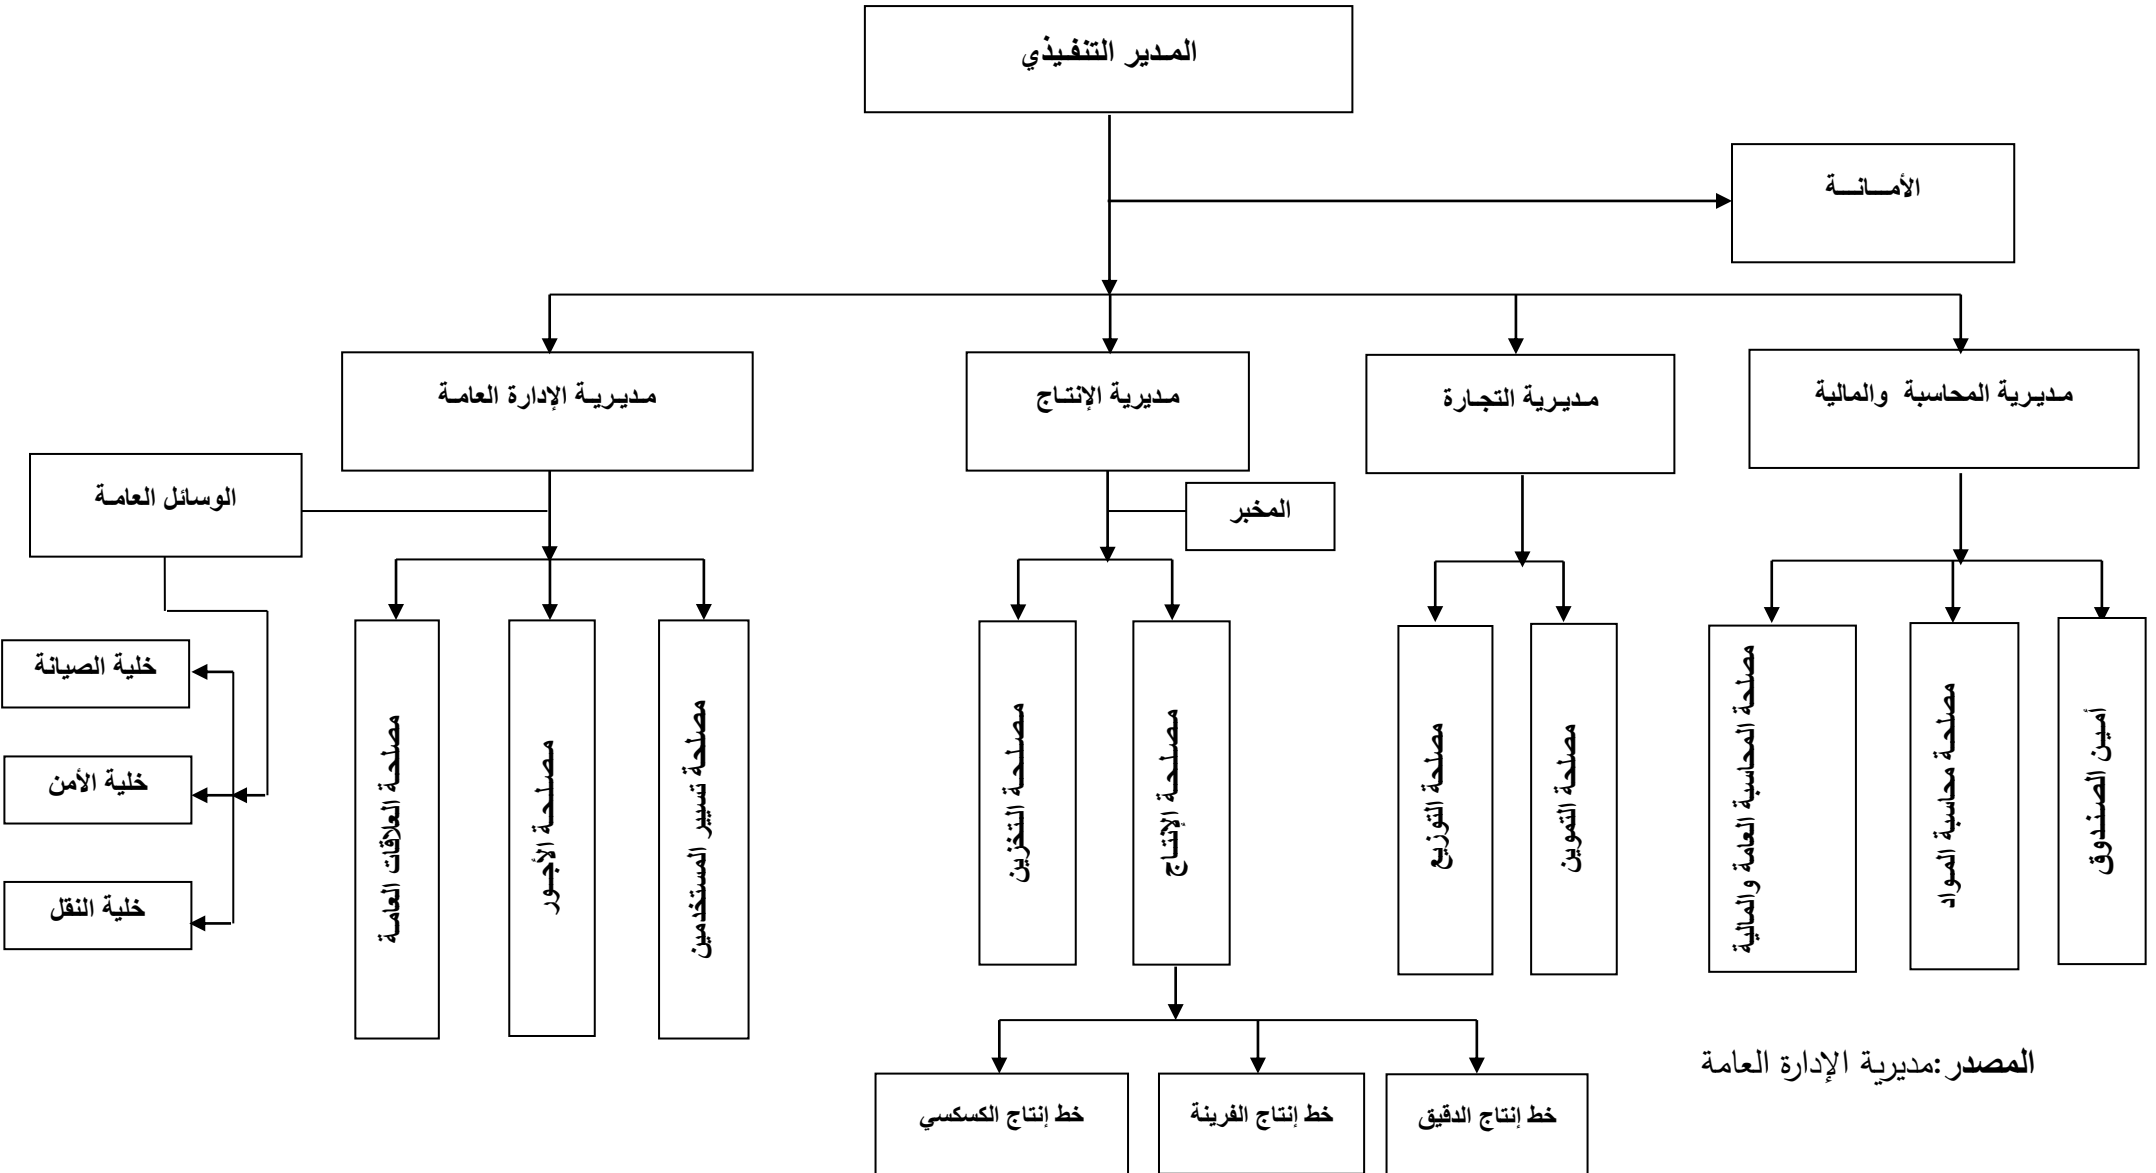 المدير التنفيذي
الأمانة
مديرية المحاسبة والمالية
مديرية التجارة
مديرية الإنتاج
مديرية الإدارة العامة
المخبر
الوسائل العامة
أمين الصندوق
مصلحة محاسبة المواد
مصلحة المحاسبة العامة والمالية
مصلحة التموين
مصلحة التوزيع
مصلحة الإنتاج
مصلحة التخزين
مصلحة تسيير المستخدمين
مصلحة الأجور
مصلحة العلاقات العامة
خلية الصيانة
خلية الأمن
خلية النقل
خط إنتاج الدقيق
خط إنتاج الفرينة
خط إنتاج الكسكسي
المصدر:مديرية الإدارة العامة